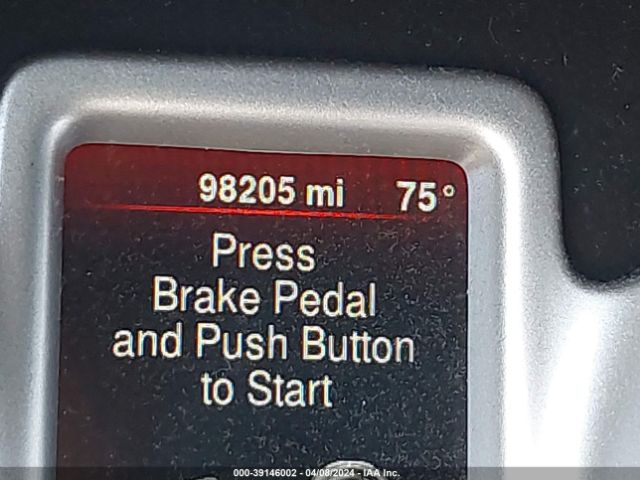 98205 mi 75°
Press
Brake Pedal
and Push Button
to Start
000-39146002 - 04/08/2024 - IAA Inc.